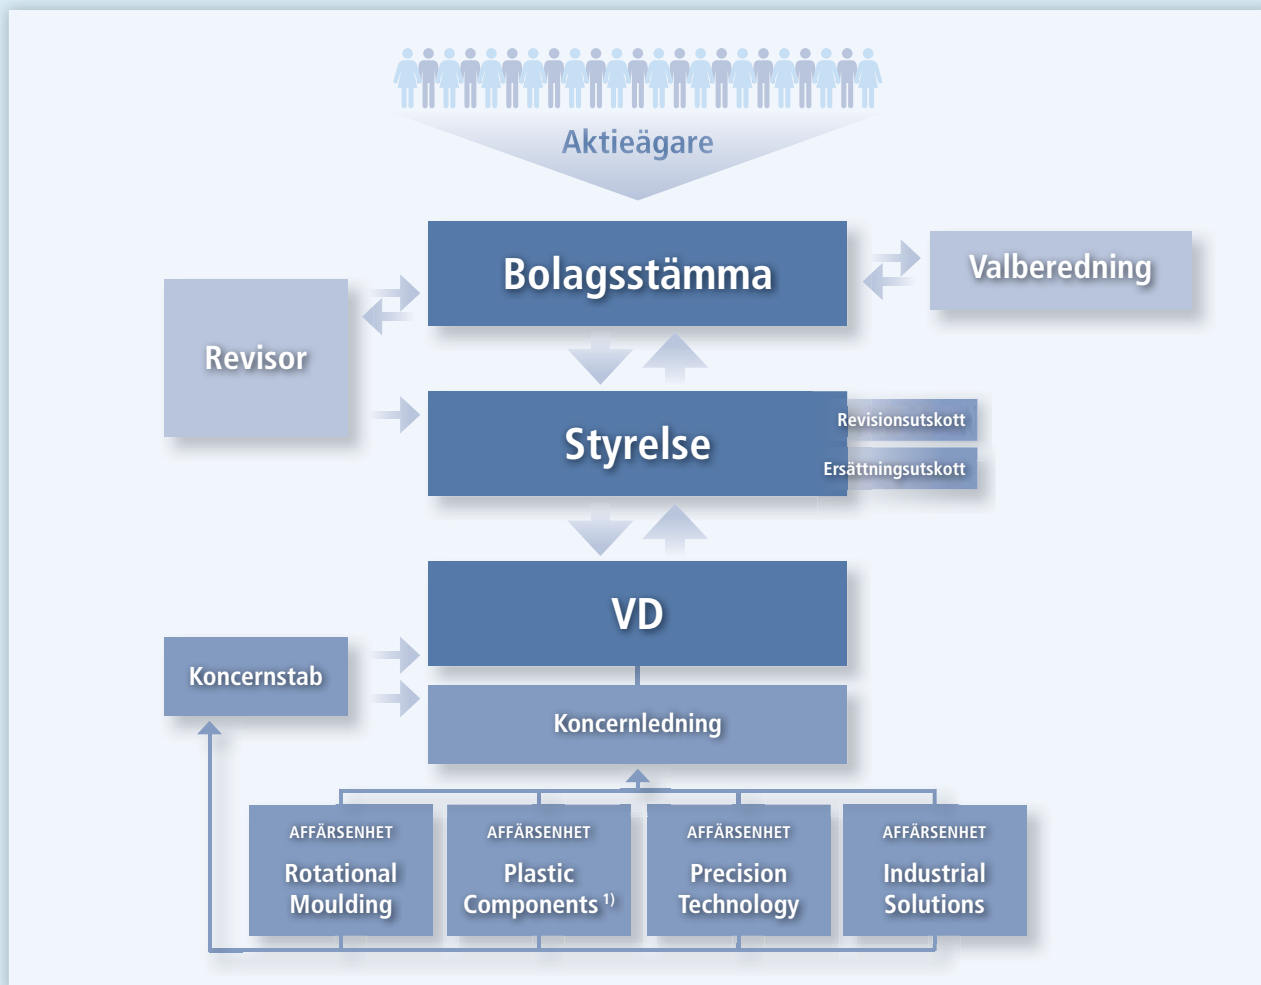 Aktieägare
Bolagsstämma
Valberedning
Revisor
Styrelse
Revisionsutskott
Ersättningsutskott
VD
Koncernstab
Koncernledning
AFFÄRSENHET
Rotational
Moulding
AFFÄRSENHET
Plastic
Components 1)
AFFÄRSENHET
Precision
Technology
AFFÄRSENHET
Industrial
Solutions